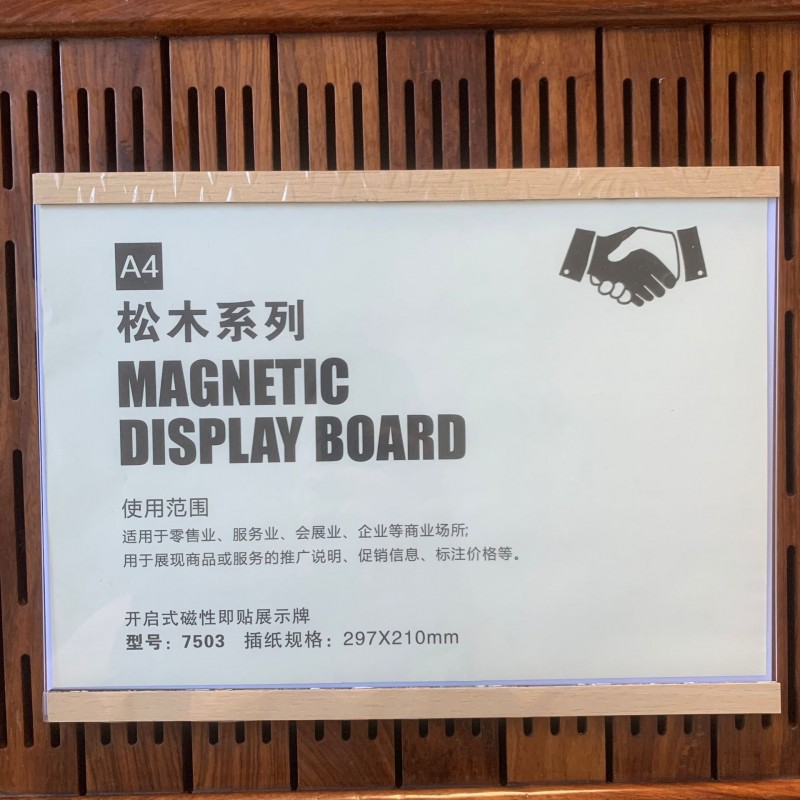 A4
松木系列
MAGNETIC
DISPLAY BOARD
使用范围
适用于零售业、服务业、会展业、企业等商业场所;
用于展现商品或服务的推广说明、促销信息、标注价格等。
开启式磁性即贴展示牌
型号：7503 插纸规格：297X210mm